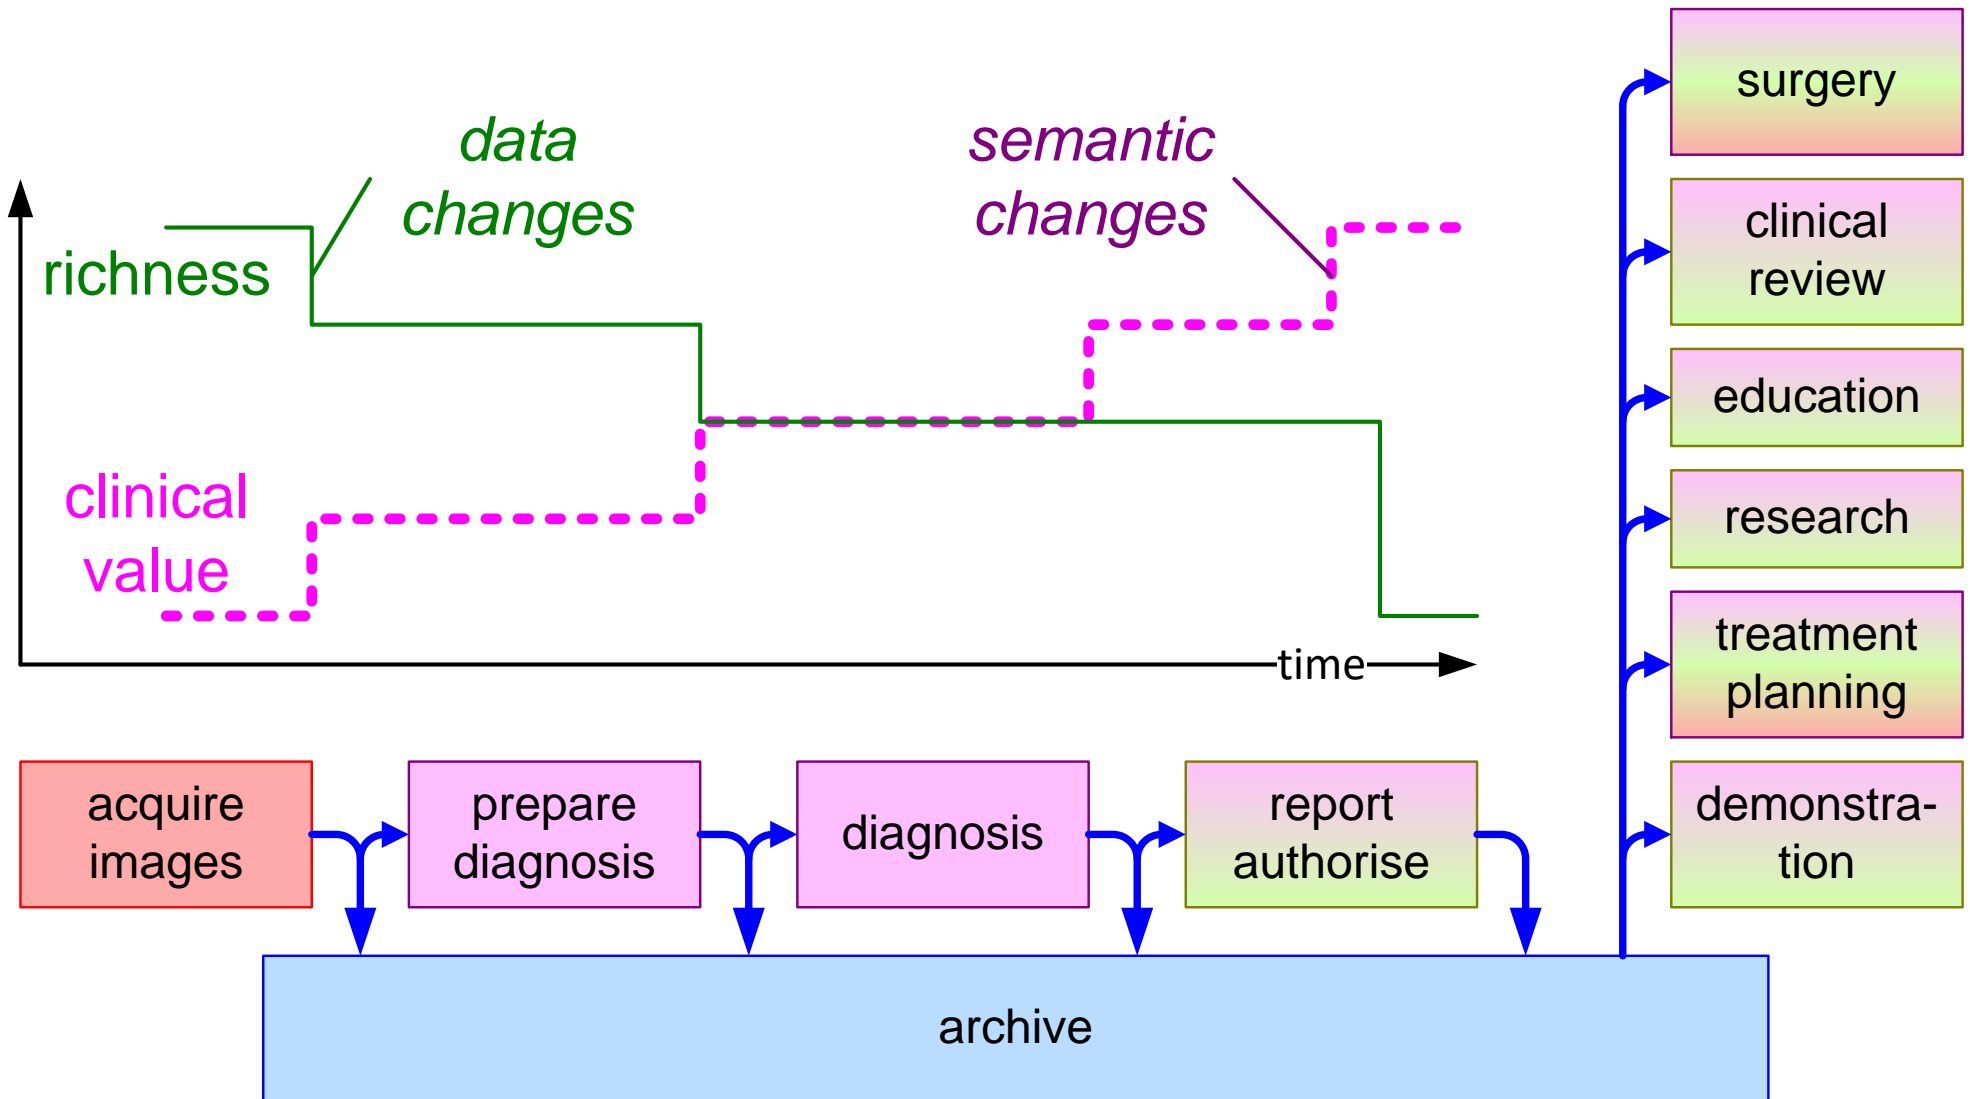 data
changes
semantic
changes
richness
clinical
value
time
acquire
images
prepare
diagnosis
diagnosis
report
authorise
archive
surgery
clinical
review
education
research
treatment
planning
demonstra-
tion